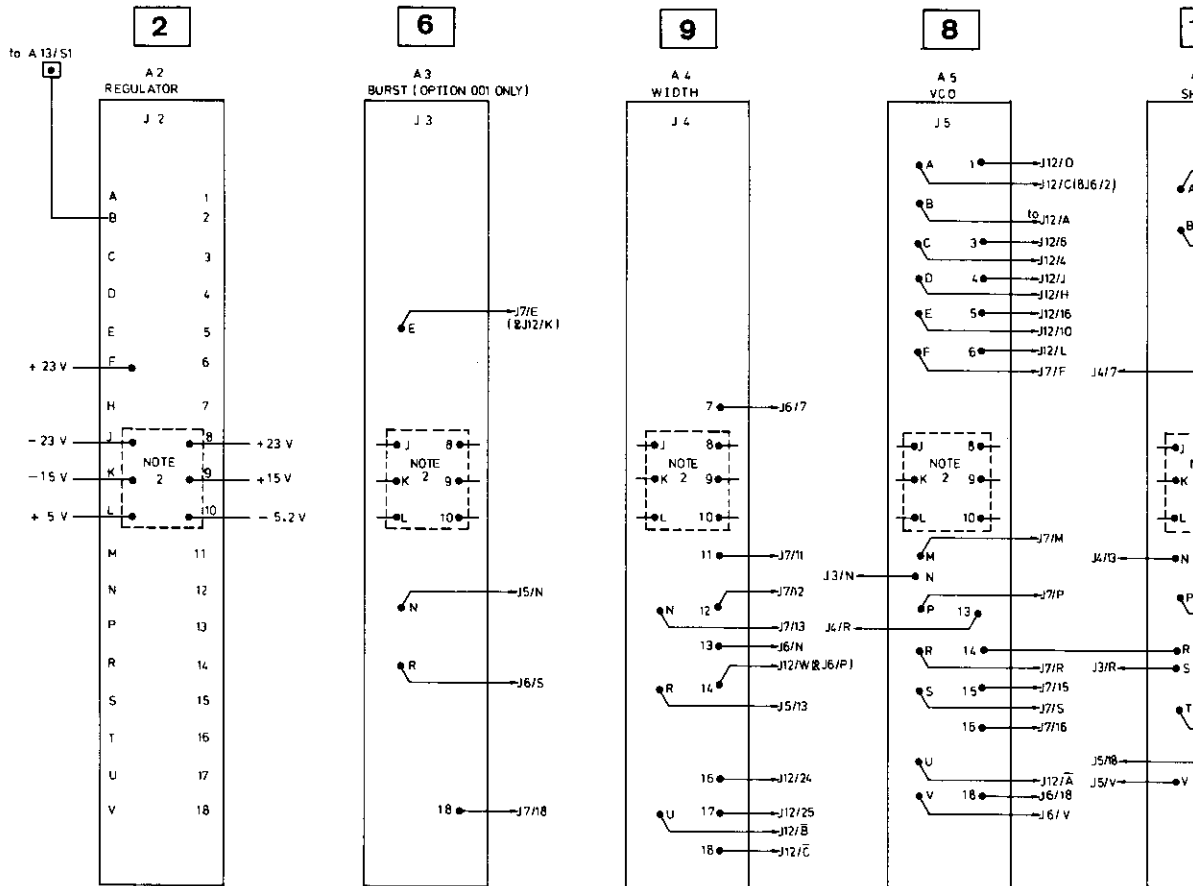 2
to A13/S1
A2
REGULATOR
J2
A 1
B 2
C 3
D 4
E 5
+ 23 V F 6
H 7
- 23 V J 8 +23 V
NOTE
-15 V K 2 9 +15 V
+ 5 V L 10 - 5.2 V
M 11
N 12
P 13
R 14
S 15
T 16
U 17
V 18
6
A3
BURST (OPTION 001 ONLY)
J3
J7/E
E (&J12/K)
J 8
NOTE
K 2 9
L 10
J5/N
N
R
J6/S
18 J7/18
9
A4
WIDTH
J4
7 J6/7
J 8
NOTE
K 2 9
L 10
11 J7/11
J7/12
N 12
J7/13
13 J6/N
J12/W(&J6/P)
R 14
J5/13
16 J12/24
U 17 J12/25
J12/B̅
18 J12/C̅
8
A5
VCO
J5
A 1 J12/D
J12/C(&J6/2)
B
to
J12/A
C 3 J12/6
J12/4
D 4 J12/J
J12/H
E 5 J12/16
J12/10
F 6 J12/L
J7/F
J 8
NOTE
K 2 9
L 10
J7/M
M
J3/N N
J7/P
P 13
J4/R
R 14
J7/R
S 15 J7/15
J7/S
16 J7/16
U
J12/A̅
V 18 J6/18
J6/V
SH
A
B
J4/7
J
K
L
J4/13 N
P
R
J3/R S
T
J5/18
J5/V V